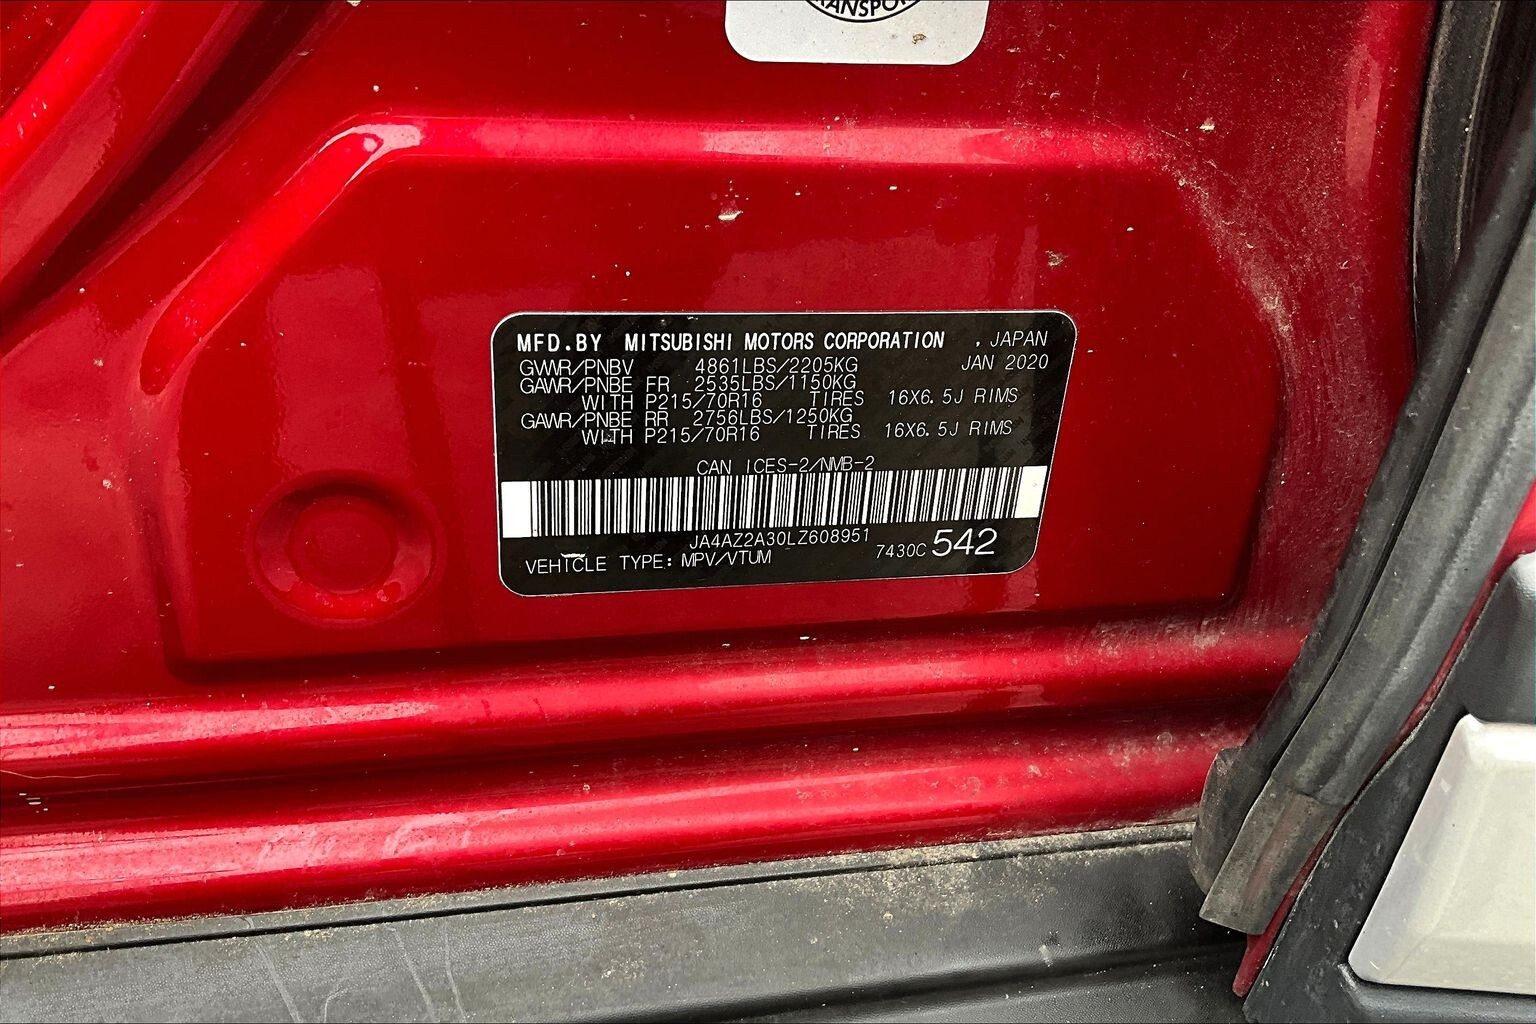 TRANSPOR
MFD.BY MITSUBISHI MOTORS CORPORATION , JAPAN
GWWR/PNBV 4861LBS/2205KG JAN 2020
GAWR/PNBE FR 2535LBS/1150KG
WITH P215/70R16 TIRES 16X6.5J RIMS
GAWR/PNBE RR 2756LBS/1250KG
WITH P215/70R16 TIRES 16X6.5J RIMS
CAN ICES-2/NMB-2
JA4AZ2A30LZ608951
VEHICLE TYPE: MPV/VTUM 7430C 542